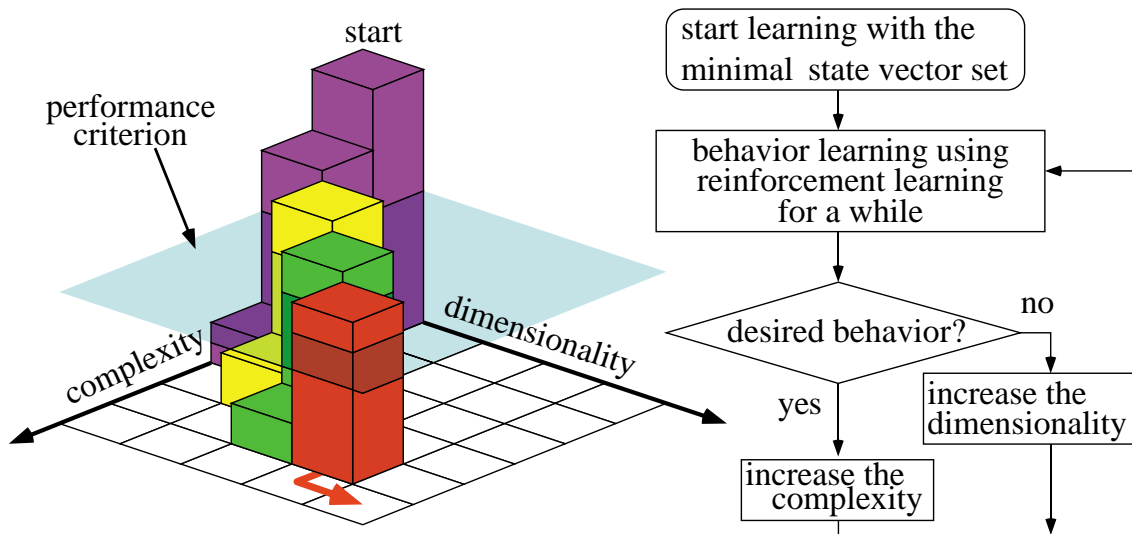 start
performance
criterion
complexity
dimensionality
start learning with the
minimal state vector set
behavior learning using
reinforcement learning
for a while
desired behavior?
no
yes
increase the
dimensionality
increase the
complexity